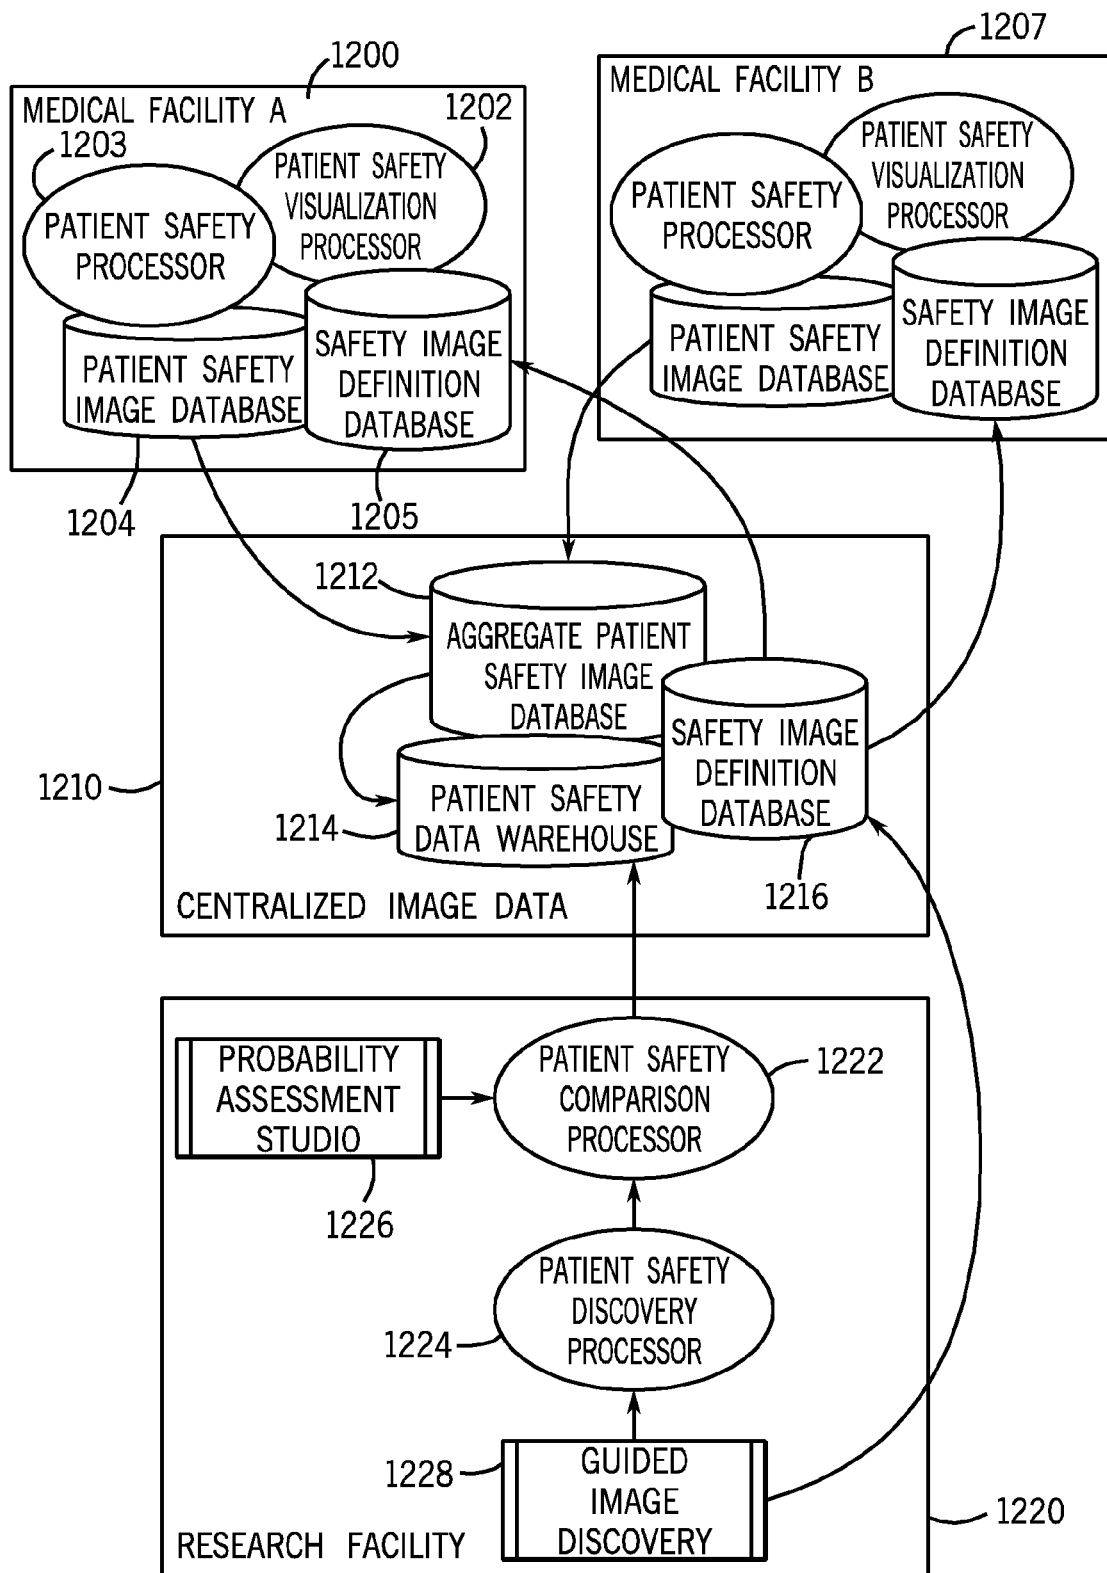 1200
MEDICAL FACILITY A
1202
1203
PATIENT SAFETY
VISUALIZATION
PROCESSOR
PATIENT SAFETY
PROCESSOR
PATIENT SAFETY
IMAGE DATABASE
SAFETY IMAGE
DEFINITION
DATABASE
1204
1205
1207
MEDICAL FACILITY B
PATIENT SAFETY
VISUALIZATION
PROCESSOR
PATIENT SAFETY
PROCESSOR
PATIENT SAFETY
IMAGE DATABASE
SAFETY IMAGE
DEFINITION
DATABASE
1212
AGGREGATE PATIENT
SAFETY IMAGE
DATABASE
SAFETY IMAGE
DEFINITION
DATABASE
1210
1214
PATIENT SAFETY
DATA WAREHOUSE
1216
CENTRALIZED IMAGE DATA
PROBABILITY
ASSESSMENT
STUDIO
1226
PATIENT SAFETY
COMPARISON
PROCESSOR
1222
PATIENT SAFETY
DISCOVERY
PROCESSOR
1224
1228
GUIDED
IMAGE
DISCOVERY
1220
RESEARCH FACILITY